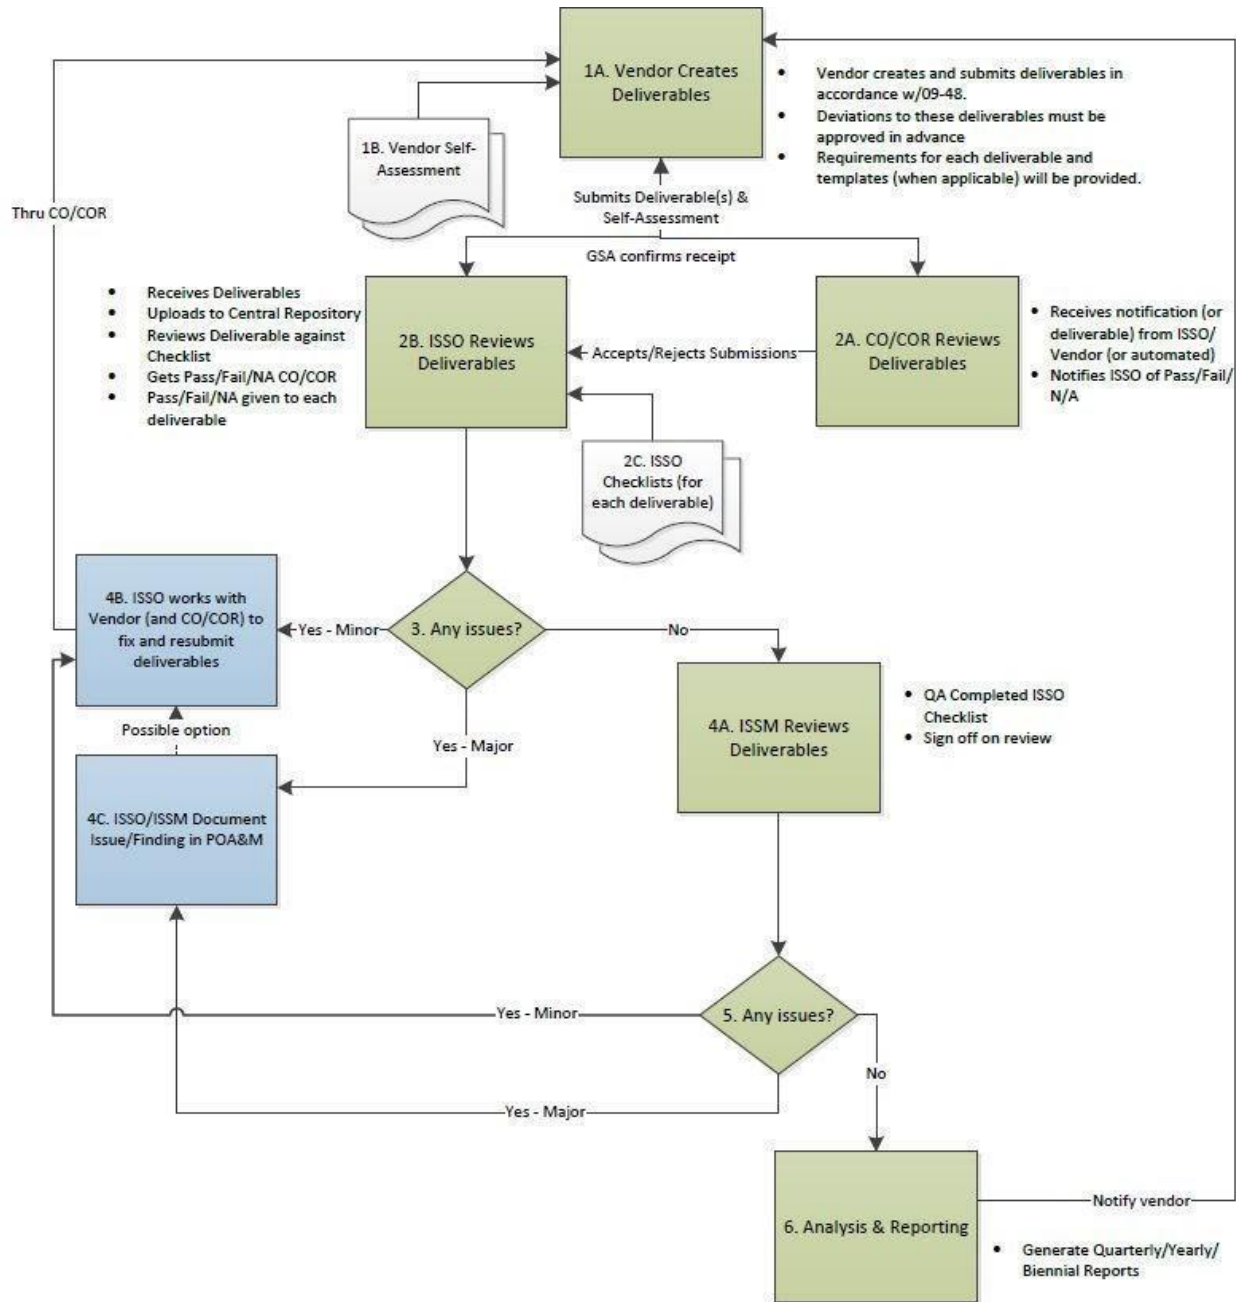 1A. Vendor Creates
Deliverables
• Vendor creates and submits deliverables in
accordance w/09-48.
• Deviations to these deliverables must be
approved in advance
• Requirements for each deliverable and
templates (when applicable) will be provided.
1B. Vendor Self-
Assessment
Thru CO/COR
Submits Deliverable(s) &
Self-Assessment
GSA confirms receipt
• Receives Deliverables
• Uploads to Central Repository
• Reviews Deliverable against
Checklist
• Gets Pass/Fail/NA CO/COR
• Pass/Fail/NA given to each
deliverable
2B. ISSO Reviews
Deliverables
Accepts/Rejects Submissions
2A. CO/COR Reviews
Deliverables
• Receives notification (or
deliverable) from ISSO/
Vendor (or automated)
• Notifies ISSO of Pass/Fail/
N/A
2C. ISSO
Checklists (for
each deliverable)
4B. ISSO works with
Vendor (and CO/COR) to
fix and resubmit
deliverables
Yes - Minor
3. Any issues?
No
Possible option
Yes - Major
4A. ISSM Reviews
Deliverables
• QA Completed ISSO
Checklist
• Sign off on review
4C. ISSO/ISSM Document
Issue/Finding in POA&M
Yes - Minor
5. Any issues?
No
Yes - Major
6. Analysis & Reporting
Notify vendor
• Generate Quarterly/Yearly/
Biennial Reports